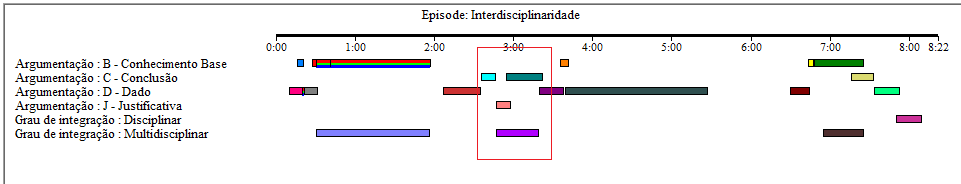 Episode: Interdisciplinaridade
0:00 1:00 2:00 3:00 4:00 5:00 6:00 7:00 8:00 8:22
Argumentação : B - Conhecimento Base
Argumentação : C - Conclusão
Argumentação : D - Dado
Argumentação : J - Justificativa
Grau de integração : Disciplinar
Grau de integração : Multidisciplinar